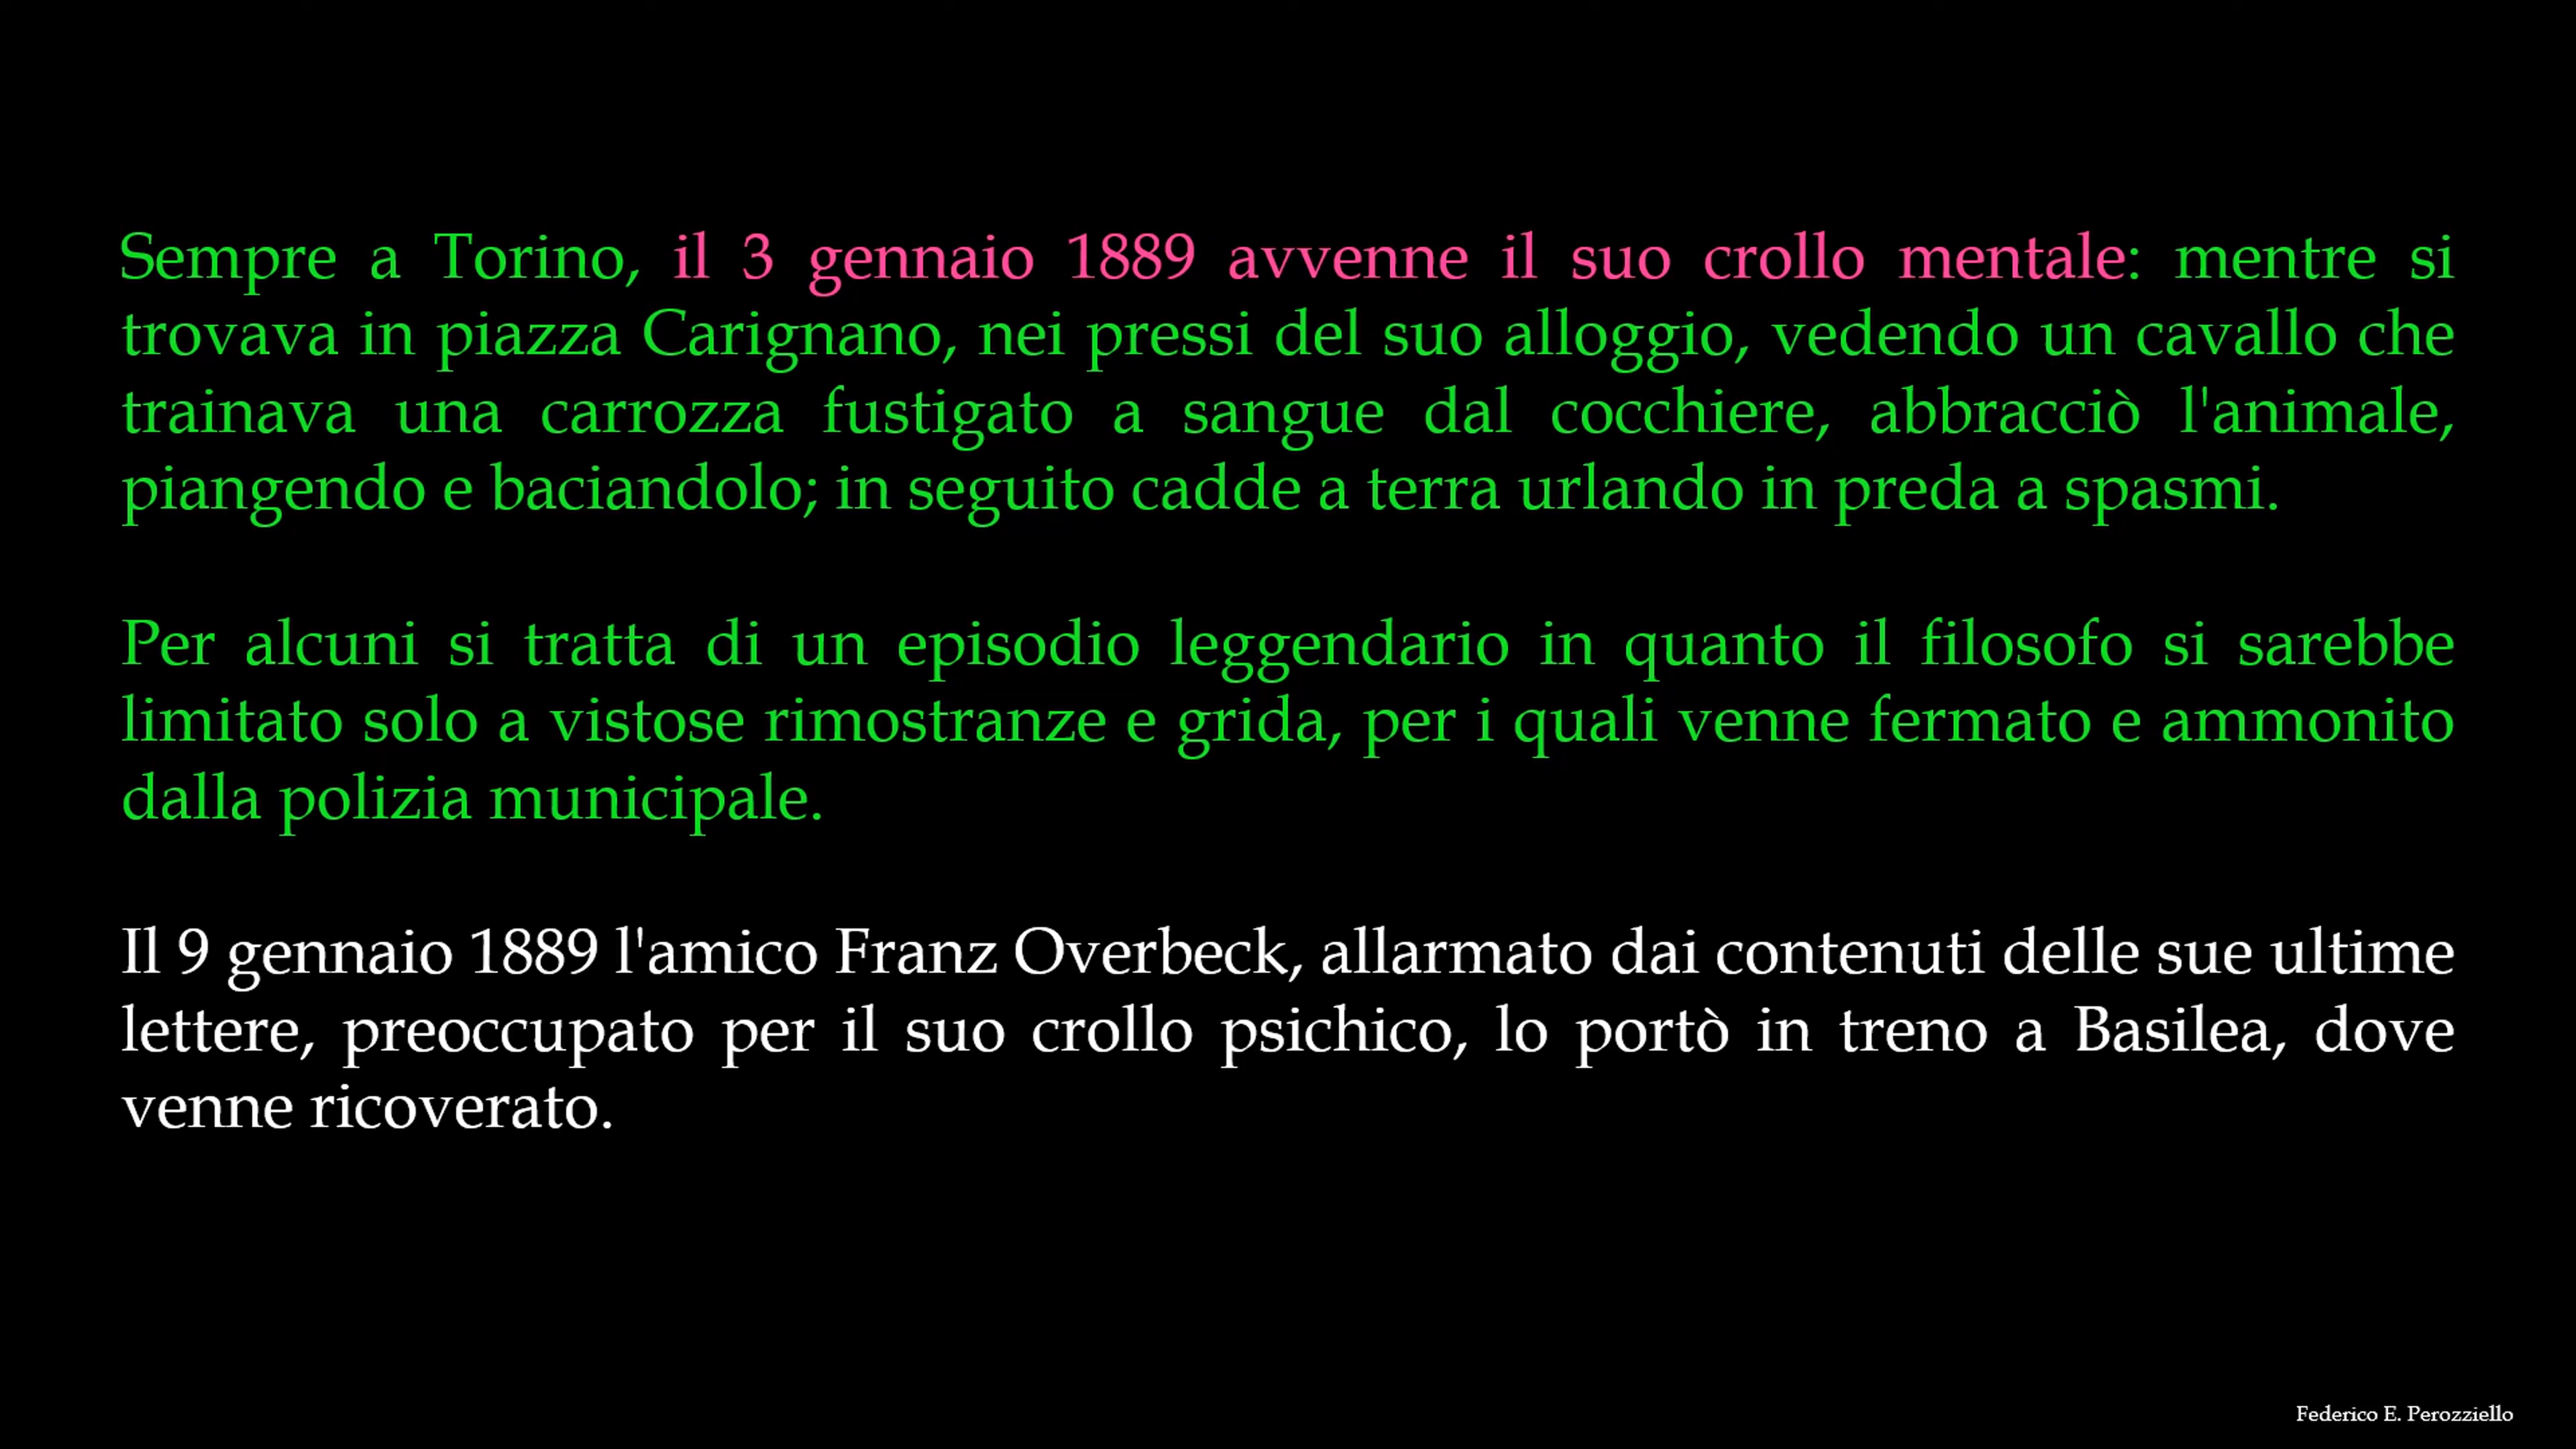 Sempre a Torino, il 3 gennaio 1889 avvenne il suo crollo mentale: mentre si
trovava in piazza Carignano, nei pressi del suo alloggio, vedendo un cavallo che
trainava una carrozza fustigato a sangue dal cocchiere, abbracciò l'animale,
piangendo e baciandolo; in seguito cadde a terra urlando in preda a spasmi.
Per alcuni si tratta di un episodio leggendario in quanto il filosofo si sarebbe
limitato solo a vistose rimostranze e grida, per i quali venne fermato e ammonito
dalla polizia municipale.
Il 9 gennaio 1889 l'amico Franz Overbeck, allarmato dai contenuti delle sue ultime
lettere, preoccupato per il suo crollo psichico, lo portò in treno a Basilea, dove
venne ricoverato.
Federico E. Perozziello